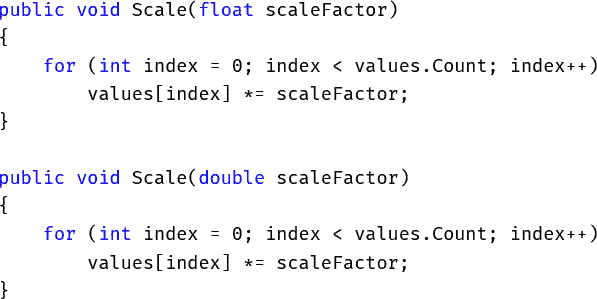 public void Scale(float scaleFactor)
{
    for (int index = 0; index < values.Count; index++)
        values[index] *= scaleFactor;
}

public void Scale(double scaleFactor)
{
    for (int index = 0; index < values.Count; index++)
        values[index] *= scaleFactor;
}